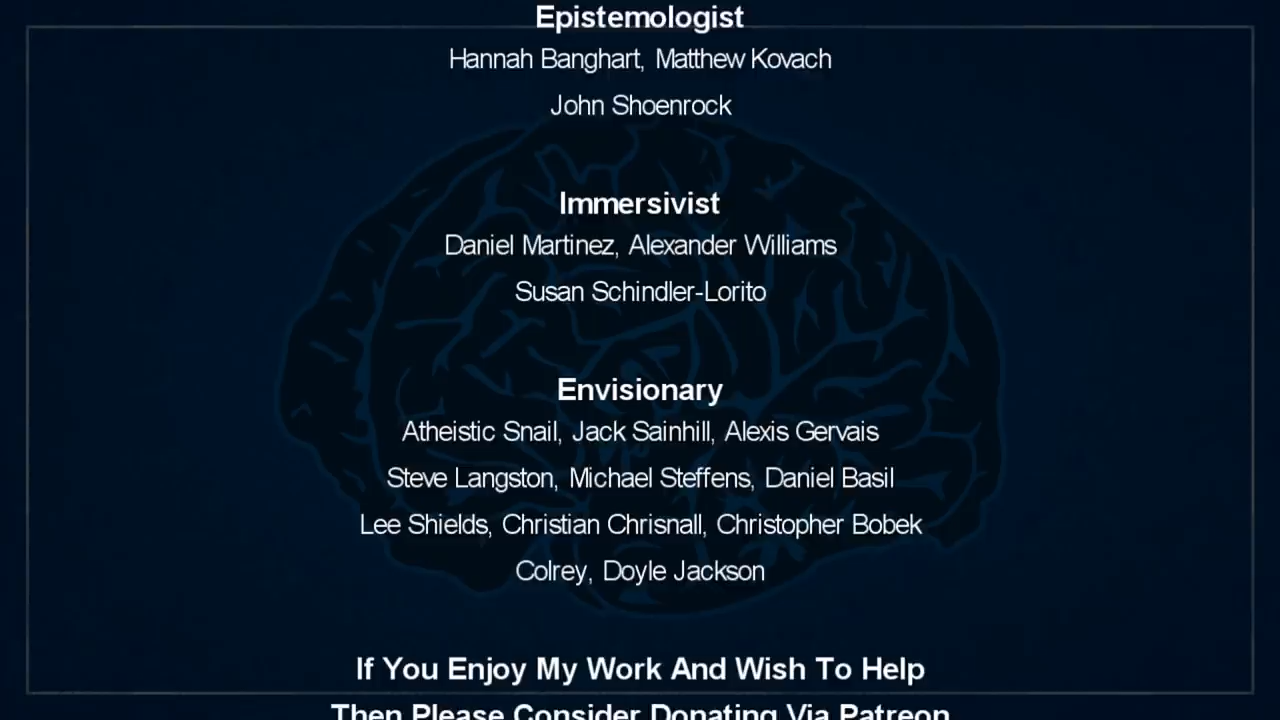 Epistemologist
Hannah Banghart, Matthew Kovach
John Shoenrock
Immersivist
Daniel Martinez, Alexander Williams
Susan Schindler-Lorito
Envisionary
Atheistic Snail, Jack Sainhill, Alexis Gervais
Steve Langston, Michael Steffens, Daniel Basil
Lee Shields, Christian Chrisnall, Christopher Bobek
Colrey, Doyle Jackson
If You Enjoy My Work And Wish To Help
Then Please Consider Donating Via Patreon